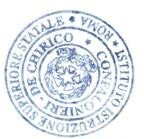 ISTITUTO ISTRUZIONE SUPERIORE STATALE * ROMA *
CONFALONIERI - DE CHIRICO *